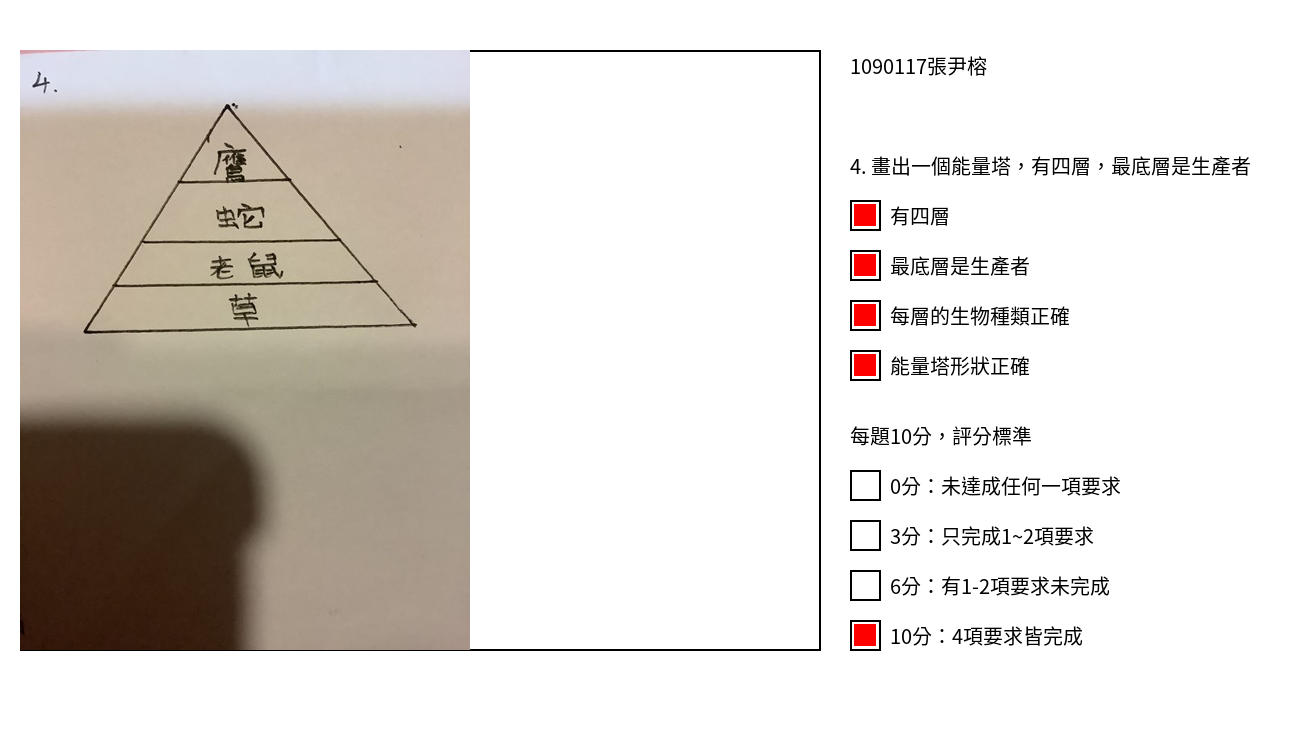 4.
鷹
蛇
老鼠
草
1090117張尹榕
4. 畫出一個能量塔，有四層，最底層是生產者
有四層
最底層是生產者
每層的生物種類正確
能量塔形狀正確
每題10分，評分標準
0分：未達成任何一項要求
3分：只完成1~2項要求
6分：有1-2項要求未完成
10分：4項要求皆完成